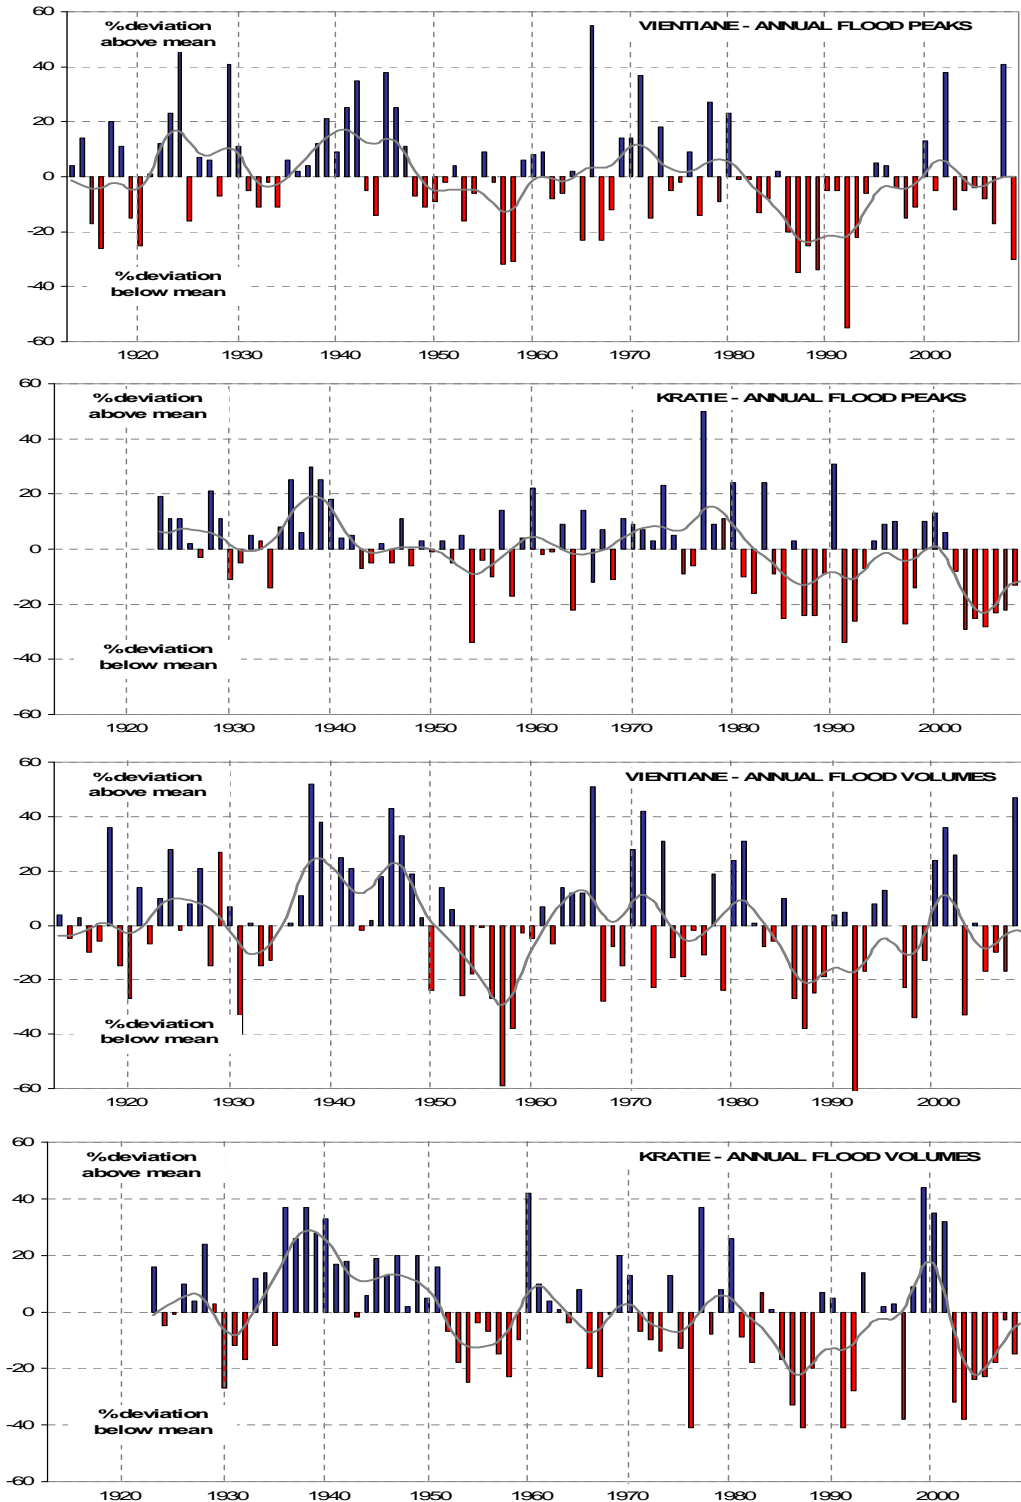 60
%deviation
above mean
VIENTIANE - ANNUAL FLOOD PEAKS
40
20
0
-20
%deviation
below mean
-40
-60
1920 1930 1940 1950 1960 1970 1980 1990 2000
60
%deviation
above mean
KRATIE - ANNUAL FLOOD PEAKS
40
20
0
-20
%deviation
below mean
-40
-60
1920 1930 1940 1950 1960 1970 1980 1990 2000
60
%deviation
above mean
VIENTIANE - ANNUAL FLOOD VOLUMES
40
20
0
-20
%deviation
below mean
-40
-60
1920 1930 1940 1950 1960 1970 1980 1990 2000
60
%deviation
above mean
KRATIE - ANNUAL FLOOD VOLUMES
40
20
0
-20
%deviation
below mean
-40
-60
1920 1930 1940 1950 1960 1970 1980 1990 2000